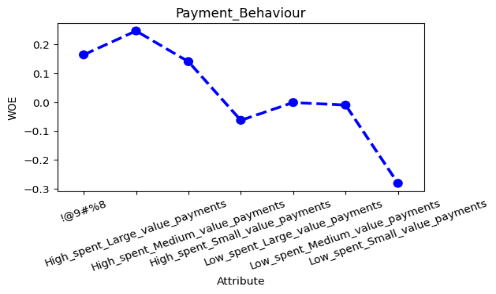 Payment_Behaviour
WOE
0.2
0.1
0.0
−0.1
−0.2
−0.3
!@9#%8
High_spent_Large_value_payments
High_spent_Medium_value_payments
High_spent_Small_value_payments
Low_spent_Large_value_payments
Low_spent_Medium_value_payments
Low_spent_Small_value_payments
Attribute